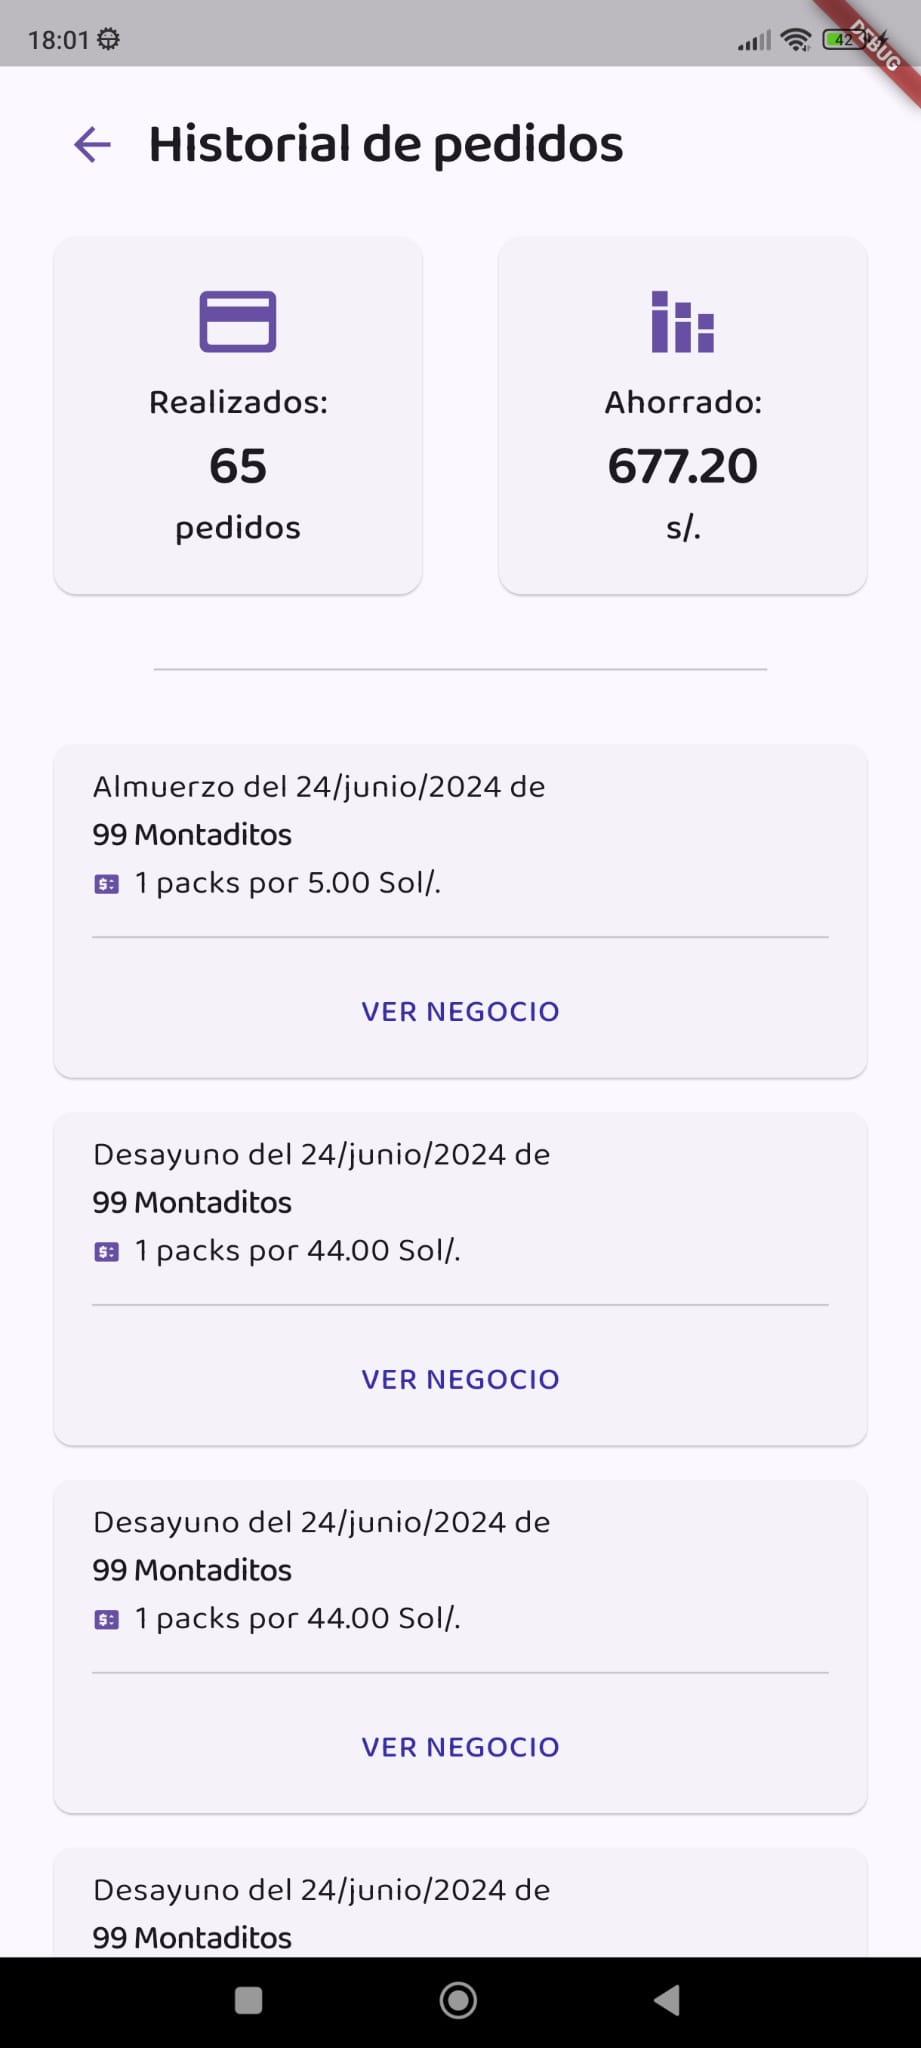 18:01
42
DEBUG
Historial de pedidos
Realizados:
65
pedidos
Ahorrado:
677.20
s/.
Almuerzo del 24/junio/2024 de
99 Montaditos
1 packs por 5.00 Sol/.
VER NEGOCIO
Desayuno del 24/junio/2024 de
99 Montaditos
1 packs por 44.00 Sol/.
VER NEGOCIO
Desayuno del 24/junio/2024 de
99 Montaditos
1 packs por 44.00 Sol/.
VER NEGOCIO
Desayuno del 24/junio/2024 de
99 Montaditos